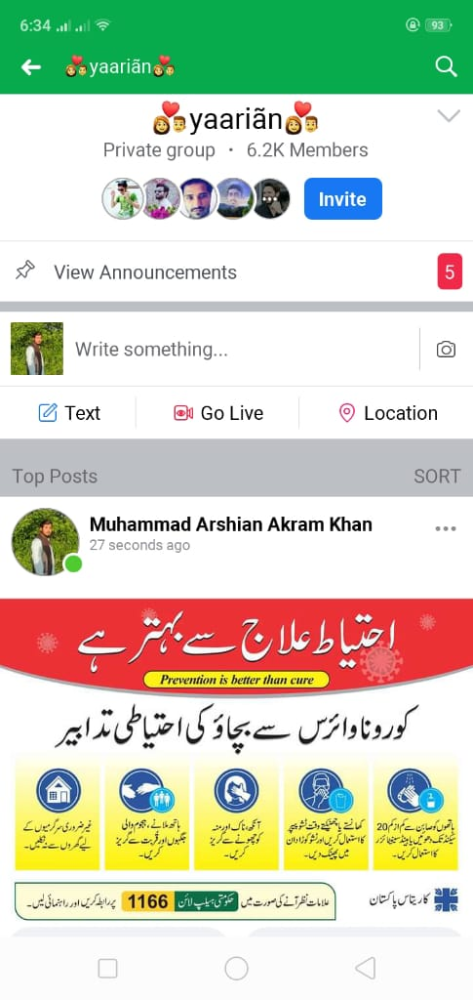 6:34
93
yaariãn
yaariãn
Private group · 6.2K Members
Invite
View Announcements
5
Write something...
Text
Go Live
Location
Top Posts
SORT
Muhammad Arshian Akram Khan
27 seconds ago
احتیاط علاج سے بہتر ہے
Prevention is better than cure
کورونا وائرس سے بچاؤ کی احتیاطی تدابیر
ہاتھوں کو صابن سے کم از کم 20
سیکنڈ تک دھوئیں یا ہینڈ سینیٹائزر
کا استعمال کریں۔
کھانستے یا چھینکتے وقت ٹشو پیپر
کا استعمال کریں اور ٹشو کوڑا دان
میں پھینک دیں۔
آنکھ، ناک اور منہ
کو چھونے سے گریز
کریں۔
ہاتھ ملانے، ہجوم والی
جگہوں اور قربت سے گریز
کریں۔
غیر ضروری سرگرمیوں کے
لیے گھروں سے نہ نکلیں۔
کاریتاس پاکستان
علامات نظر آنے کی صورت میں حکومتی ہیلپ لائن 1166 پر رابطہ کریں اور راہنمائی لیں۔